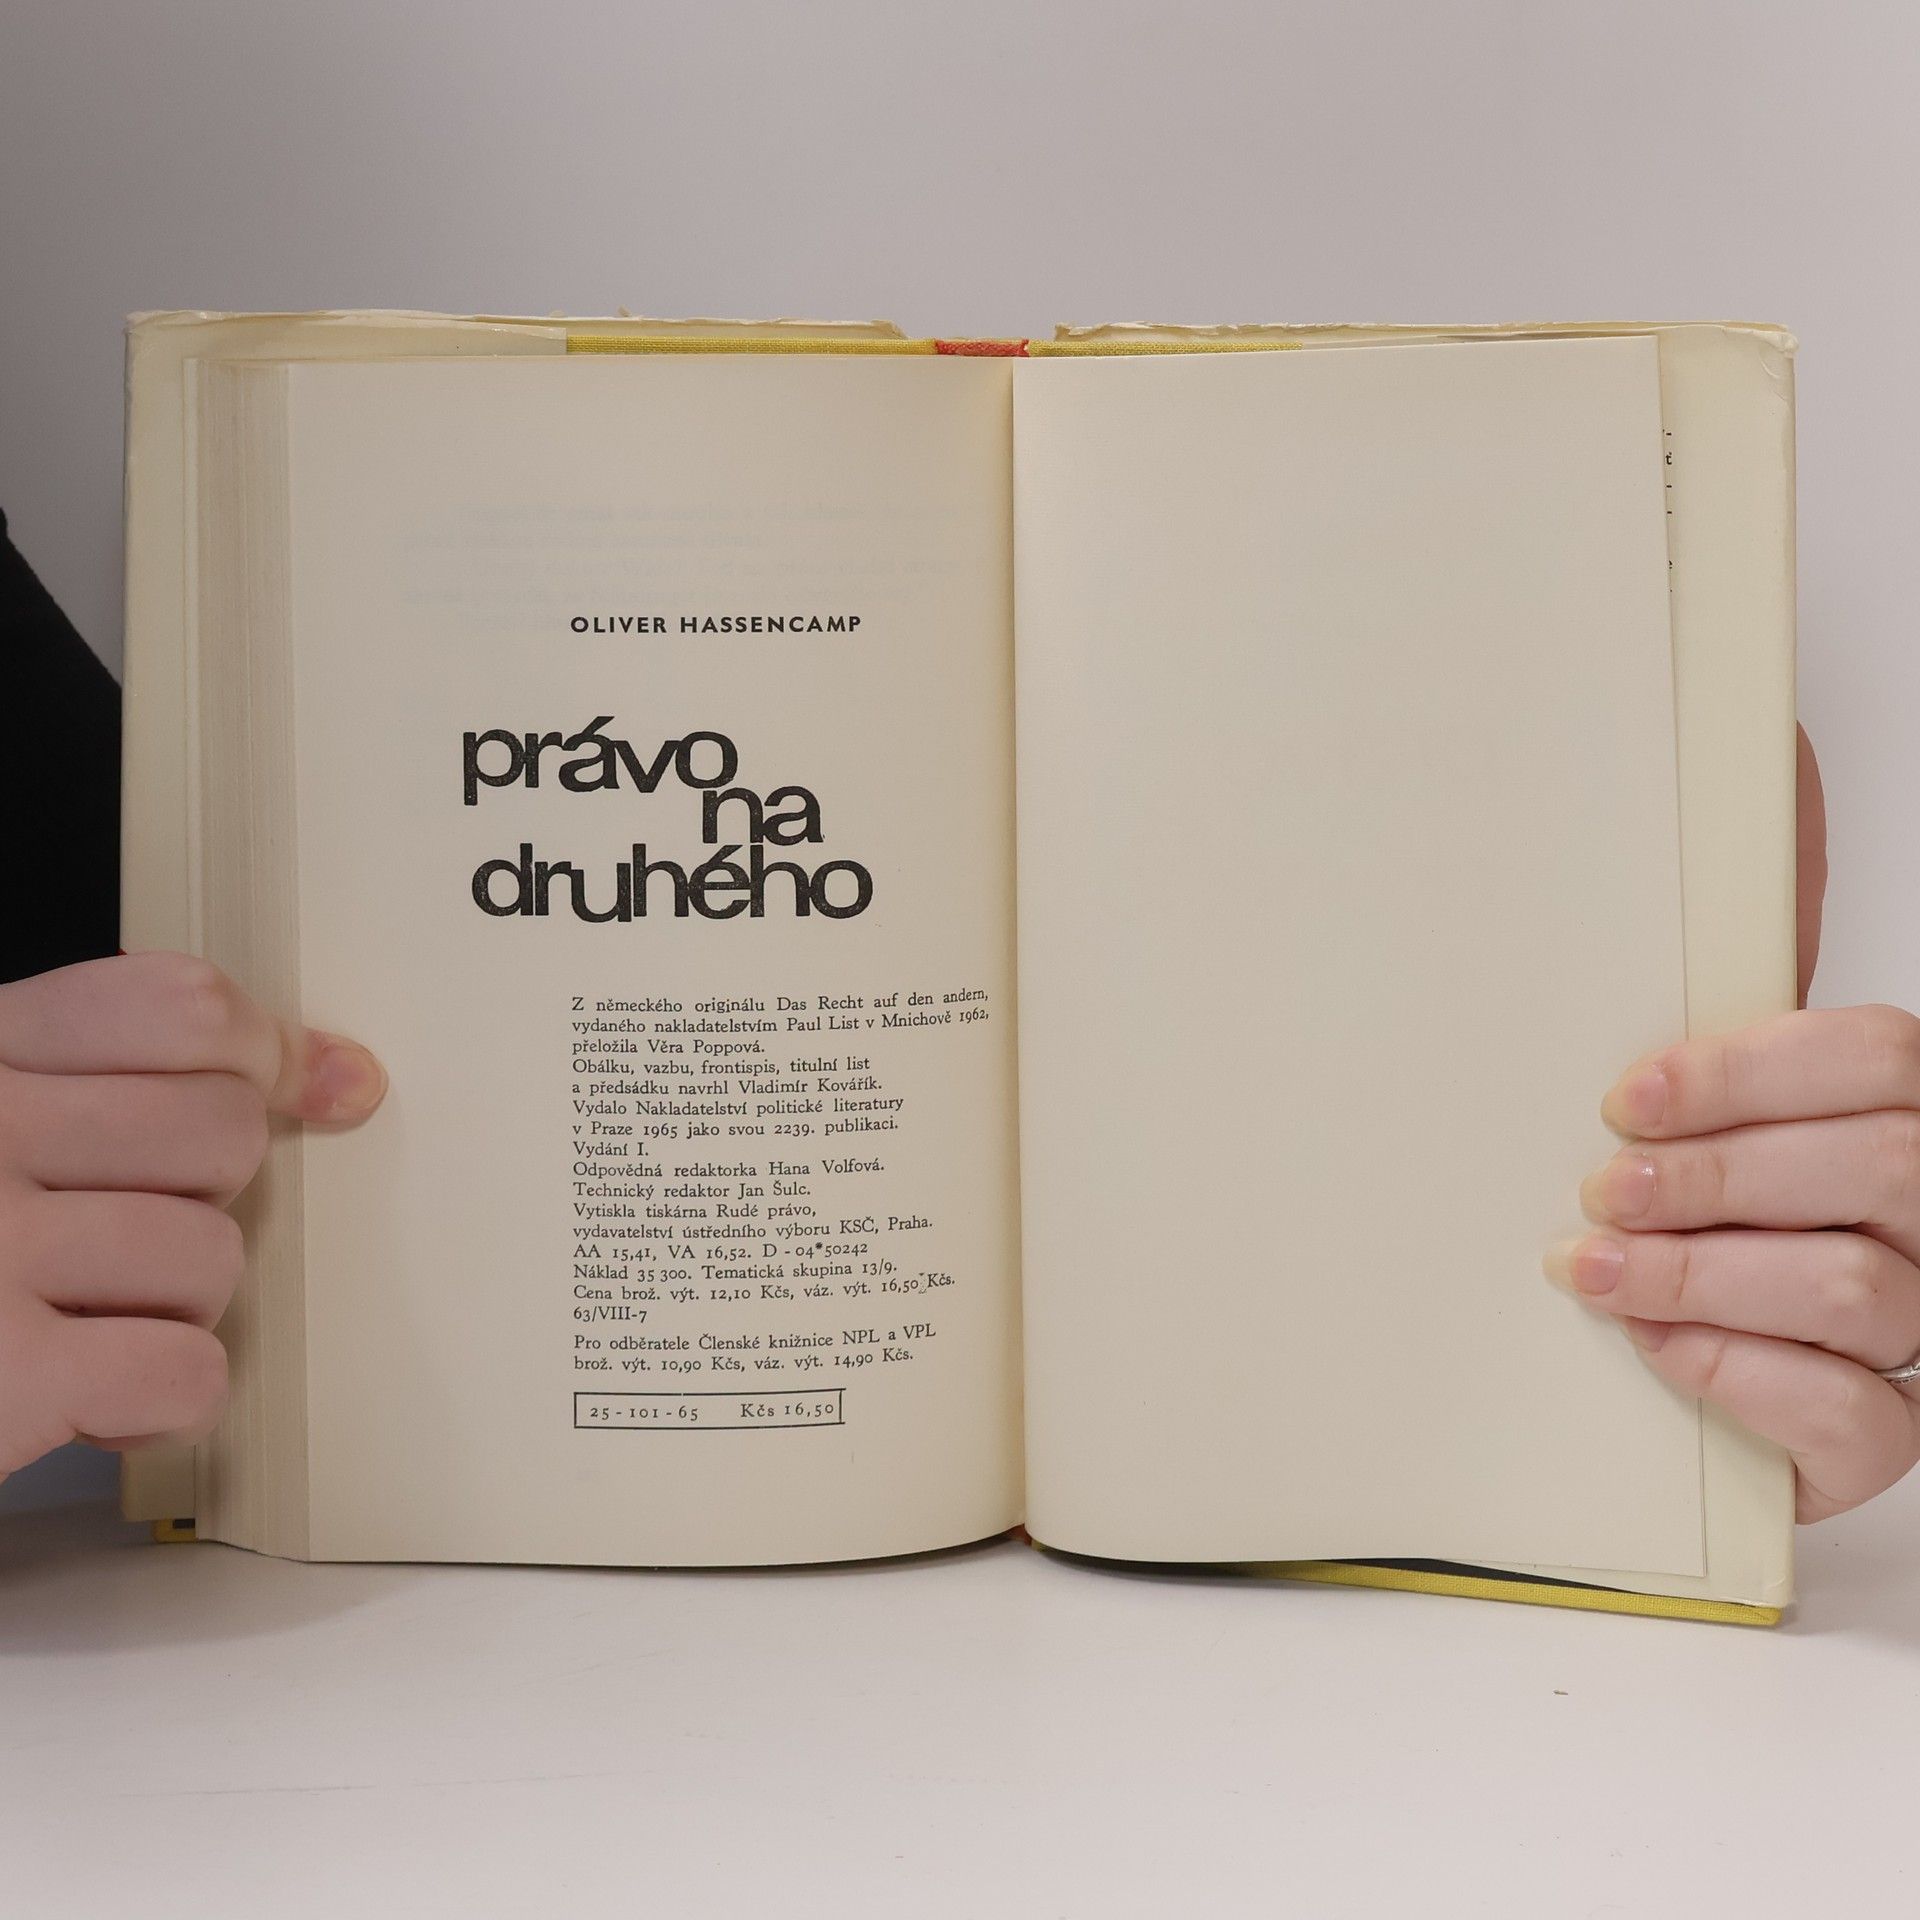 OLIVER HASSENCAMP
právo
na
druhého
Z německého originálu Das Recht auf den andern,
vydaného nakladatelstvím Paul List v Mnichově 1962,
přeložila Věra Poppová.
Obálku, vazbu, frontispis, titulní list
a předsádku navrhl Vladimír Kovářík.
Vydalo Nakladatelství politické literatury
v Praze 1965 jako svou 2239. publikaci.
Vydání I.
Odpovědná redaktorka Hana Volfová.
Technický redaktor Jan Šulc.
Vytiskla tiskárna Rudé právo,
vydavatelství ústředního výboru KSČ, Praha.
AA 15,41, VA 16,52. D - 04*50242
Náklad 35 300. Tematická skupina 13/9.
Cena brož. výt. 12,10 Kčs, váz. výt. 16,50 Kčs.
63/VIII-7
Pro odběratele Členské knižnice NPL a VPL
brož. výt. 10,90 Kčs, váz. výt. 14,90 Kčs.
25 - 101 - 65 Kčs 16,50